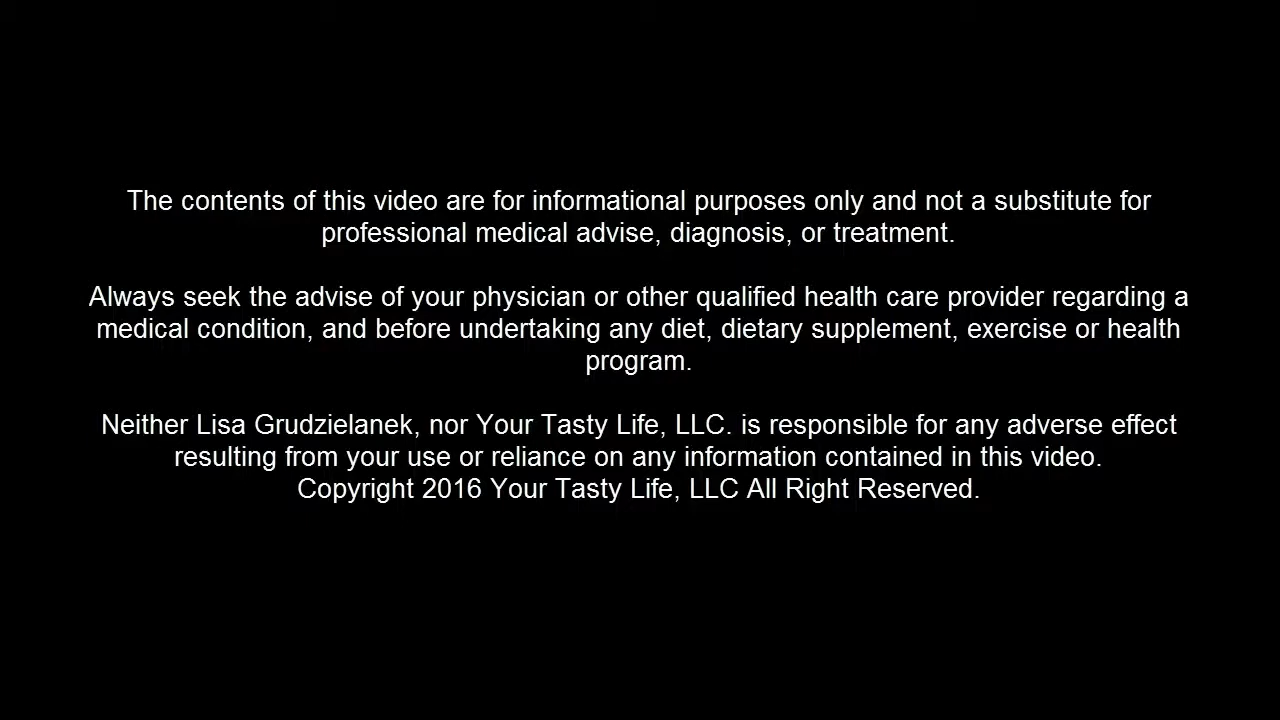 The contents of this video are for informational purposes only and not a substitute for
professional medical advise, diagnosis, or treatment.
Always seek the advise of your physician or other qualified health care provider regarding a
medical condition, and before undertaking any diet, dietary supplement, exercise or health
program.
Neither Lisa Grudzielanek, nor Your Tasty Life, LLC. is responsible for any adverse effect
resulting from your use or reliance on any information contained in this video.
Copyright 2016 Your Tasty Life, LLC All Right Reserved.